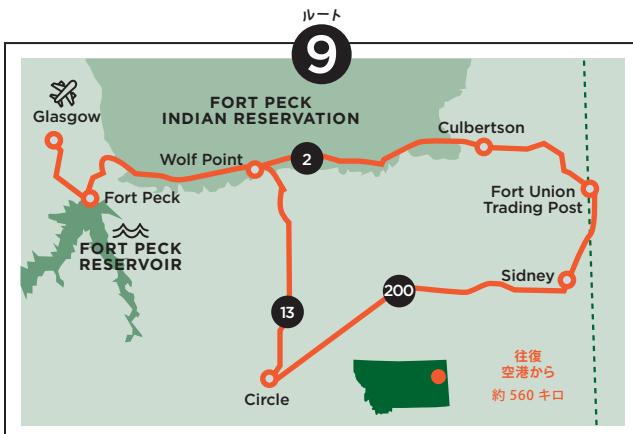 ルート
9
Glasgow
FORT PECK
INDIAN RESERVATION
Culbertson
Wolf Point
2
Fort Peck
Fort Union
Trading Post
FORT PECK
RESERVOIR
Sidney
200
13
Circle
往復
空港から
約 560 キロ